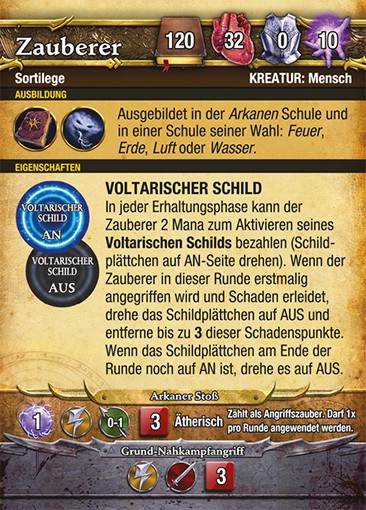 Zauberer 120 32 0 10
Sortilege KREATUR: Mensch
AUSBILDUNG
Ausgebildet in der Arkanen Schule und
in einer Schule seiner Wahl: Feuer,
Erde, Luft oder Wasser.
EIGENSCHAFTEN
VOLTARISCHER
SCHILD
AN
VOLTARISCHER
SCHILD
AUS
VOLTARISCHER SCHILD
In jeder Erhaltungsphase kann der
Zauberer 2 Mana zum Aktivieren seines
Voltarischen Schilds bezahlen (Schild-
plättchen auf AN-Seite drehen). Wenn der
Zauberer in dieser Runde erstmalig
angegriffen wird und Schaden erleidet,
drehe das Schildplättchen auf AUS und
entferne bis zu 3 dieser Schadenspunkte.
Wenn das Schildplättchen am Ende der
Runde noch auf AN ist, drehe es auf AUS.
Arkaner Stoß
1 0-1 3 Ätherisch Zählt als Angriffszauber. Darf 1x
pro Runde angewendet werden.
Grund-Nahkampfangriff
3